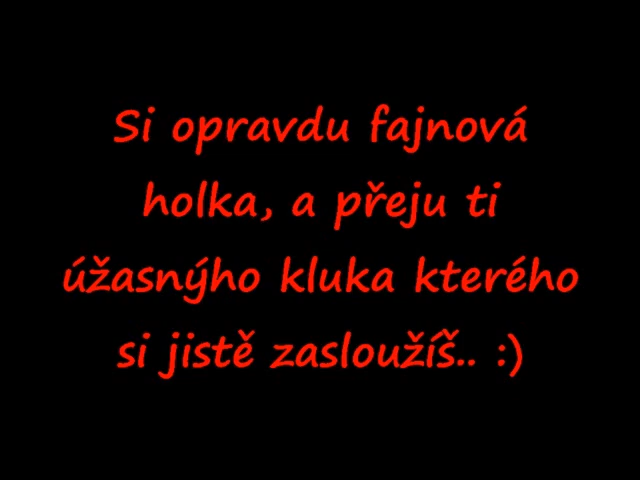 Si opravdu fajnová
holka, a přeju ti
úžasnýho kluka kterého
si jistě zasloužíš.. :)